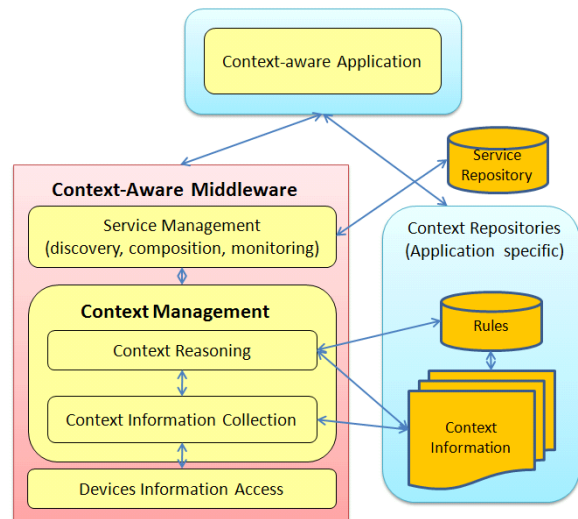 Context-aware Application
Service
Repository
Context-Aware Middleware
Service Management
(discovery, composition, monitoring)
Context Repositories
(Application specific)
Context Management
Context Reasoning
Rules
Context Information Collection
Context
Information
Devices Information Access